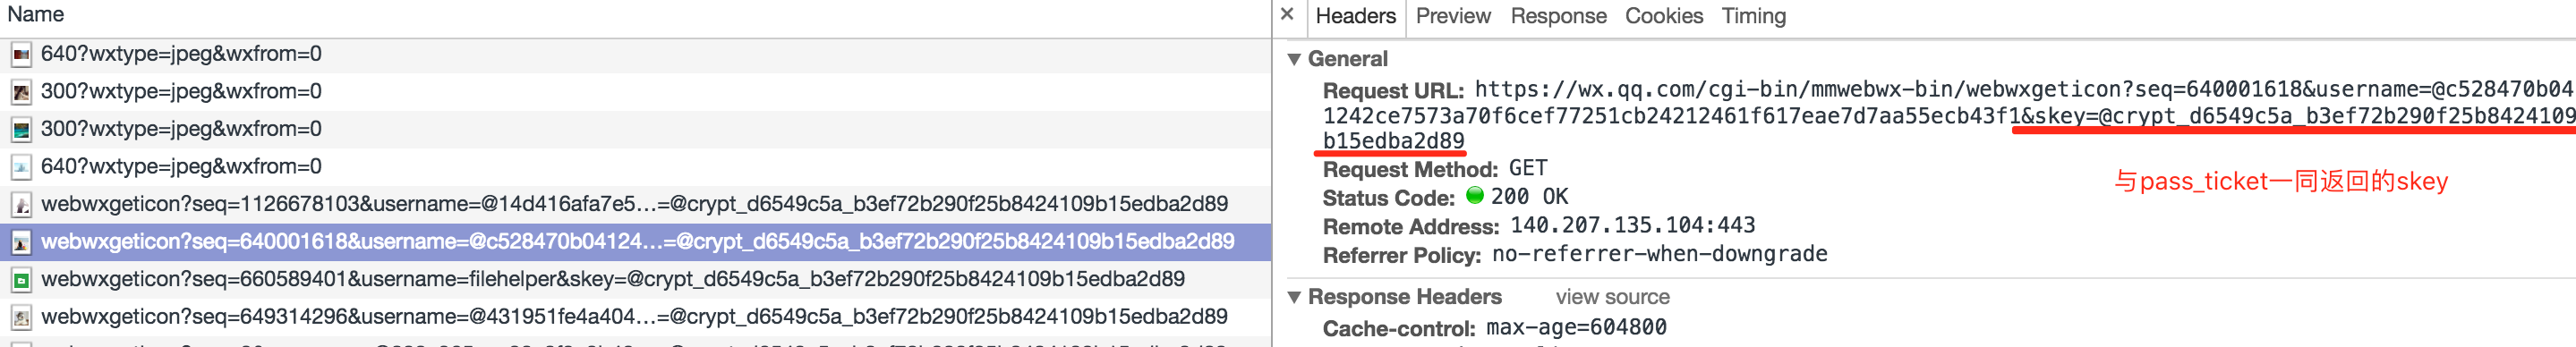 Name
640?wxtype=jpeg&wxfrom=0
300?wxtype=jpeg&wxfrom=0
300?wxtype=jpeg&wxfrom=0
640?wxtype=jpeg&wxfrom=0
webwxgeticon?seq=1126678103&username=@14d416afa7e5…=@crypt_d6549c5a_b3ef72b290f25b8424109b15edba2d89
webwxgeticon?seq=640001618&username=@c528470b04124…=@crypt_d6549c5a_b3ef72b290f25b8424109b15edba2d89
webwxgeticon?seq=660589401&username=filehelper&skey=@crypt_d6549c5a_b3ef72b290f25b8424109b15edba2d89
webwxgeticon?seq=649314296&username=@431951fe4a404…=@crypt_d6549c5a_b3ef72b290f25b8424109b15edba2d89
× Headers Preview Response Cookies Timing
▼ General
Request URL: https://wx.qq.com/cgi-bin/mmwebwx-bin/webwxgeticon?seq=640001618&username=@c528470b04
1242ce7573a70f6cef77251cb24212461f617eae7d7aa55ecb43f1&skey=@crypt_d6549c5a_b3ef72b290f25b8424109
b15edba2d89
Request Method: GET
与pass_ticket一同返回的skey
Status Code: 200 OK
Remote Address: 140.207.135.104:443
Referrer Policy: no-referrer-when-downgrade
▼ Response Headers view source
Cache-control: max-age=604800